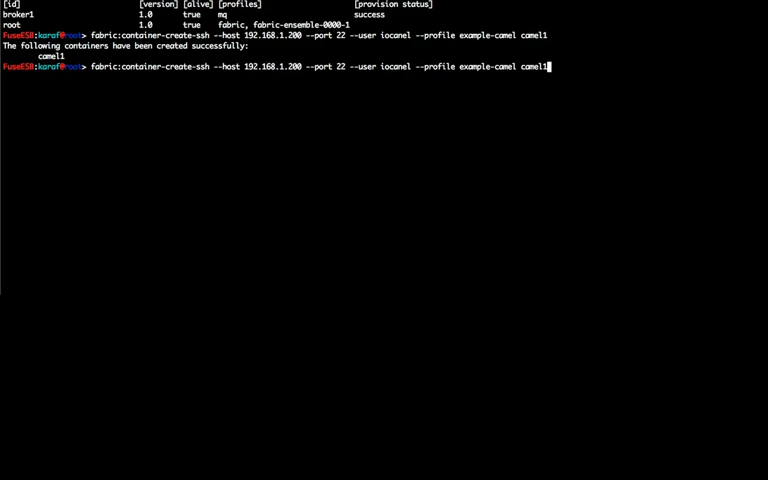 [id] [version] [alive] [profiles] [provision status]
broker1 1.0 true mq success
root 1.0 true fabric, fabric-ensemble-0000-1
FuseESB:karaf@root> fabric:container-create-ssh --host 192.168.1.200 --port 22 --user iocanel --profile example-camel camel1
The following containers have been created successfully:
camel1
FuseESB:karaf@root> fabric:container-create-ssh --host 192.168.1.200 --port 22 --user iocanel --profile example-camel camel1